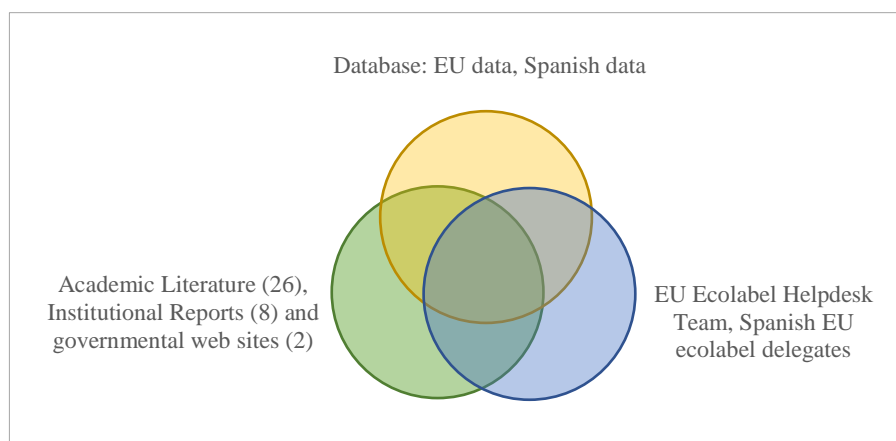 Database: EU data, Spanish data
Academic Literature (26),
Institutional Reports (8) and
governmental web sites (2)
EU Ecolabel Helpdesk
Team, Spanish EU
ecolabel delegates